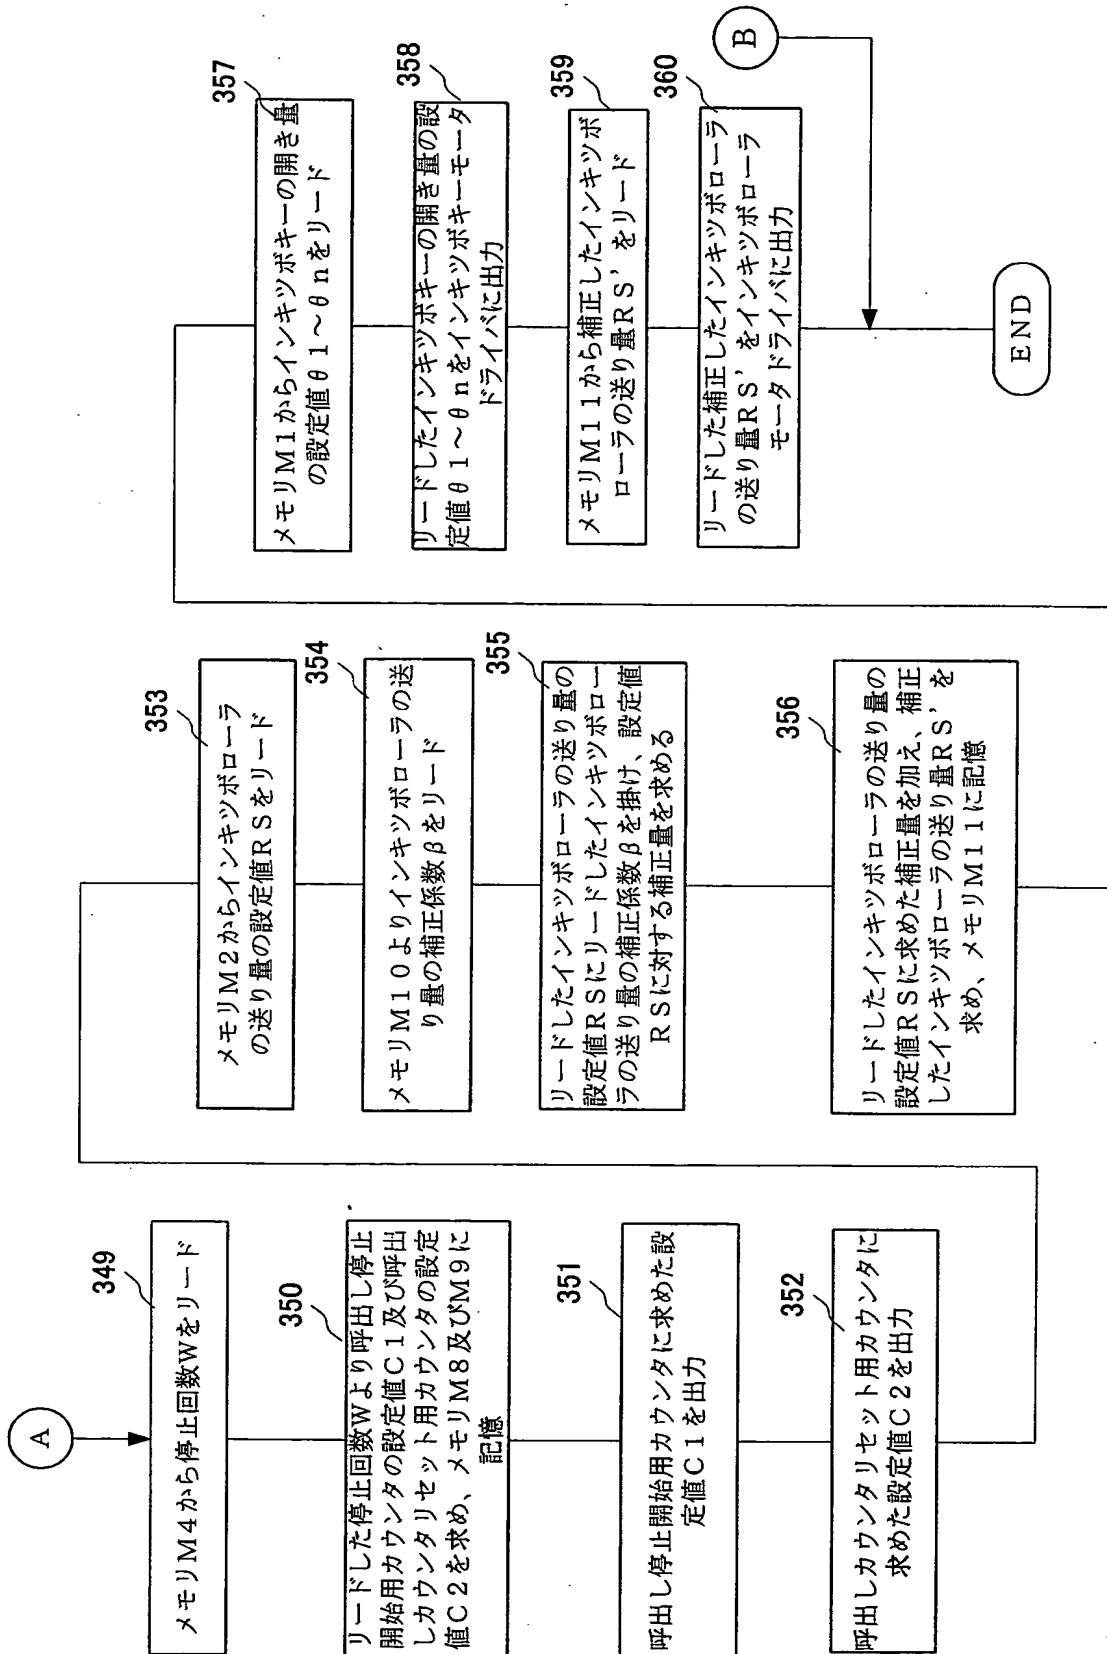 A
349
メモリM4から停止回数Wをリード
350
リードした停止回数Wより呼出し停止
開始用カウンタの設定値C1及び呼出
しカウンタリセット用カウンタの設定
値C2を求め、メモリM8及びM9に
記憶
351
呼出し停止開始用カウンタに求めた設
定値C1を出力
352
呼出しカウンタリセット用カウンタに
求めた設定値C2を出力
353
メモリM2からインキツボローラ
の送り量の設定値RSをリード
354
メモリM10よりインキツボローラの送
り量の補正係数βをリード
355
リードしたインキツボローラの送り量の
設定値RSにリードしたインキツボロー
ラの送り量の補正係数βを掛け、設定値
RSに対する補正量を求める
356
リードしたインキツボローラの送り量の
設定値RSに求めた補正量を加え、補正
したインキツボローラの送り量RS'を
求め、メモリM11に記憶
357
メモリM1からインキツボキーの開き量
の設定値θ1〜θnをリード
358
リードしたインキツボキーの開き量の設
定値θ1〜θnをインキツボキーモータ
ドライバに出力
359
メモリM11から補正したインキツボ
ローラの送り量RS'をリード
360
リードした補正したインキツボローラ
の送り量RS'をインキツボローラ
モータドライバに出力
B
END